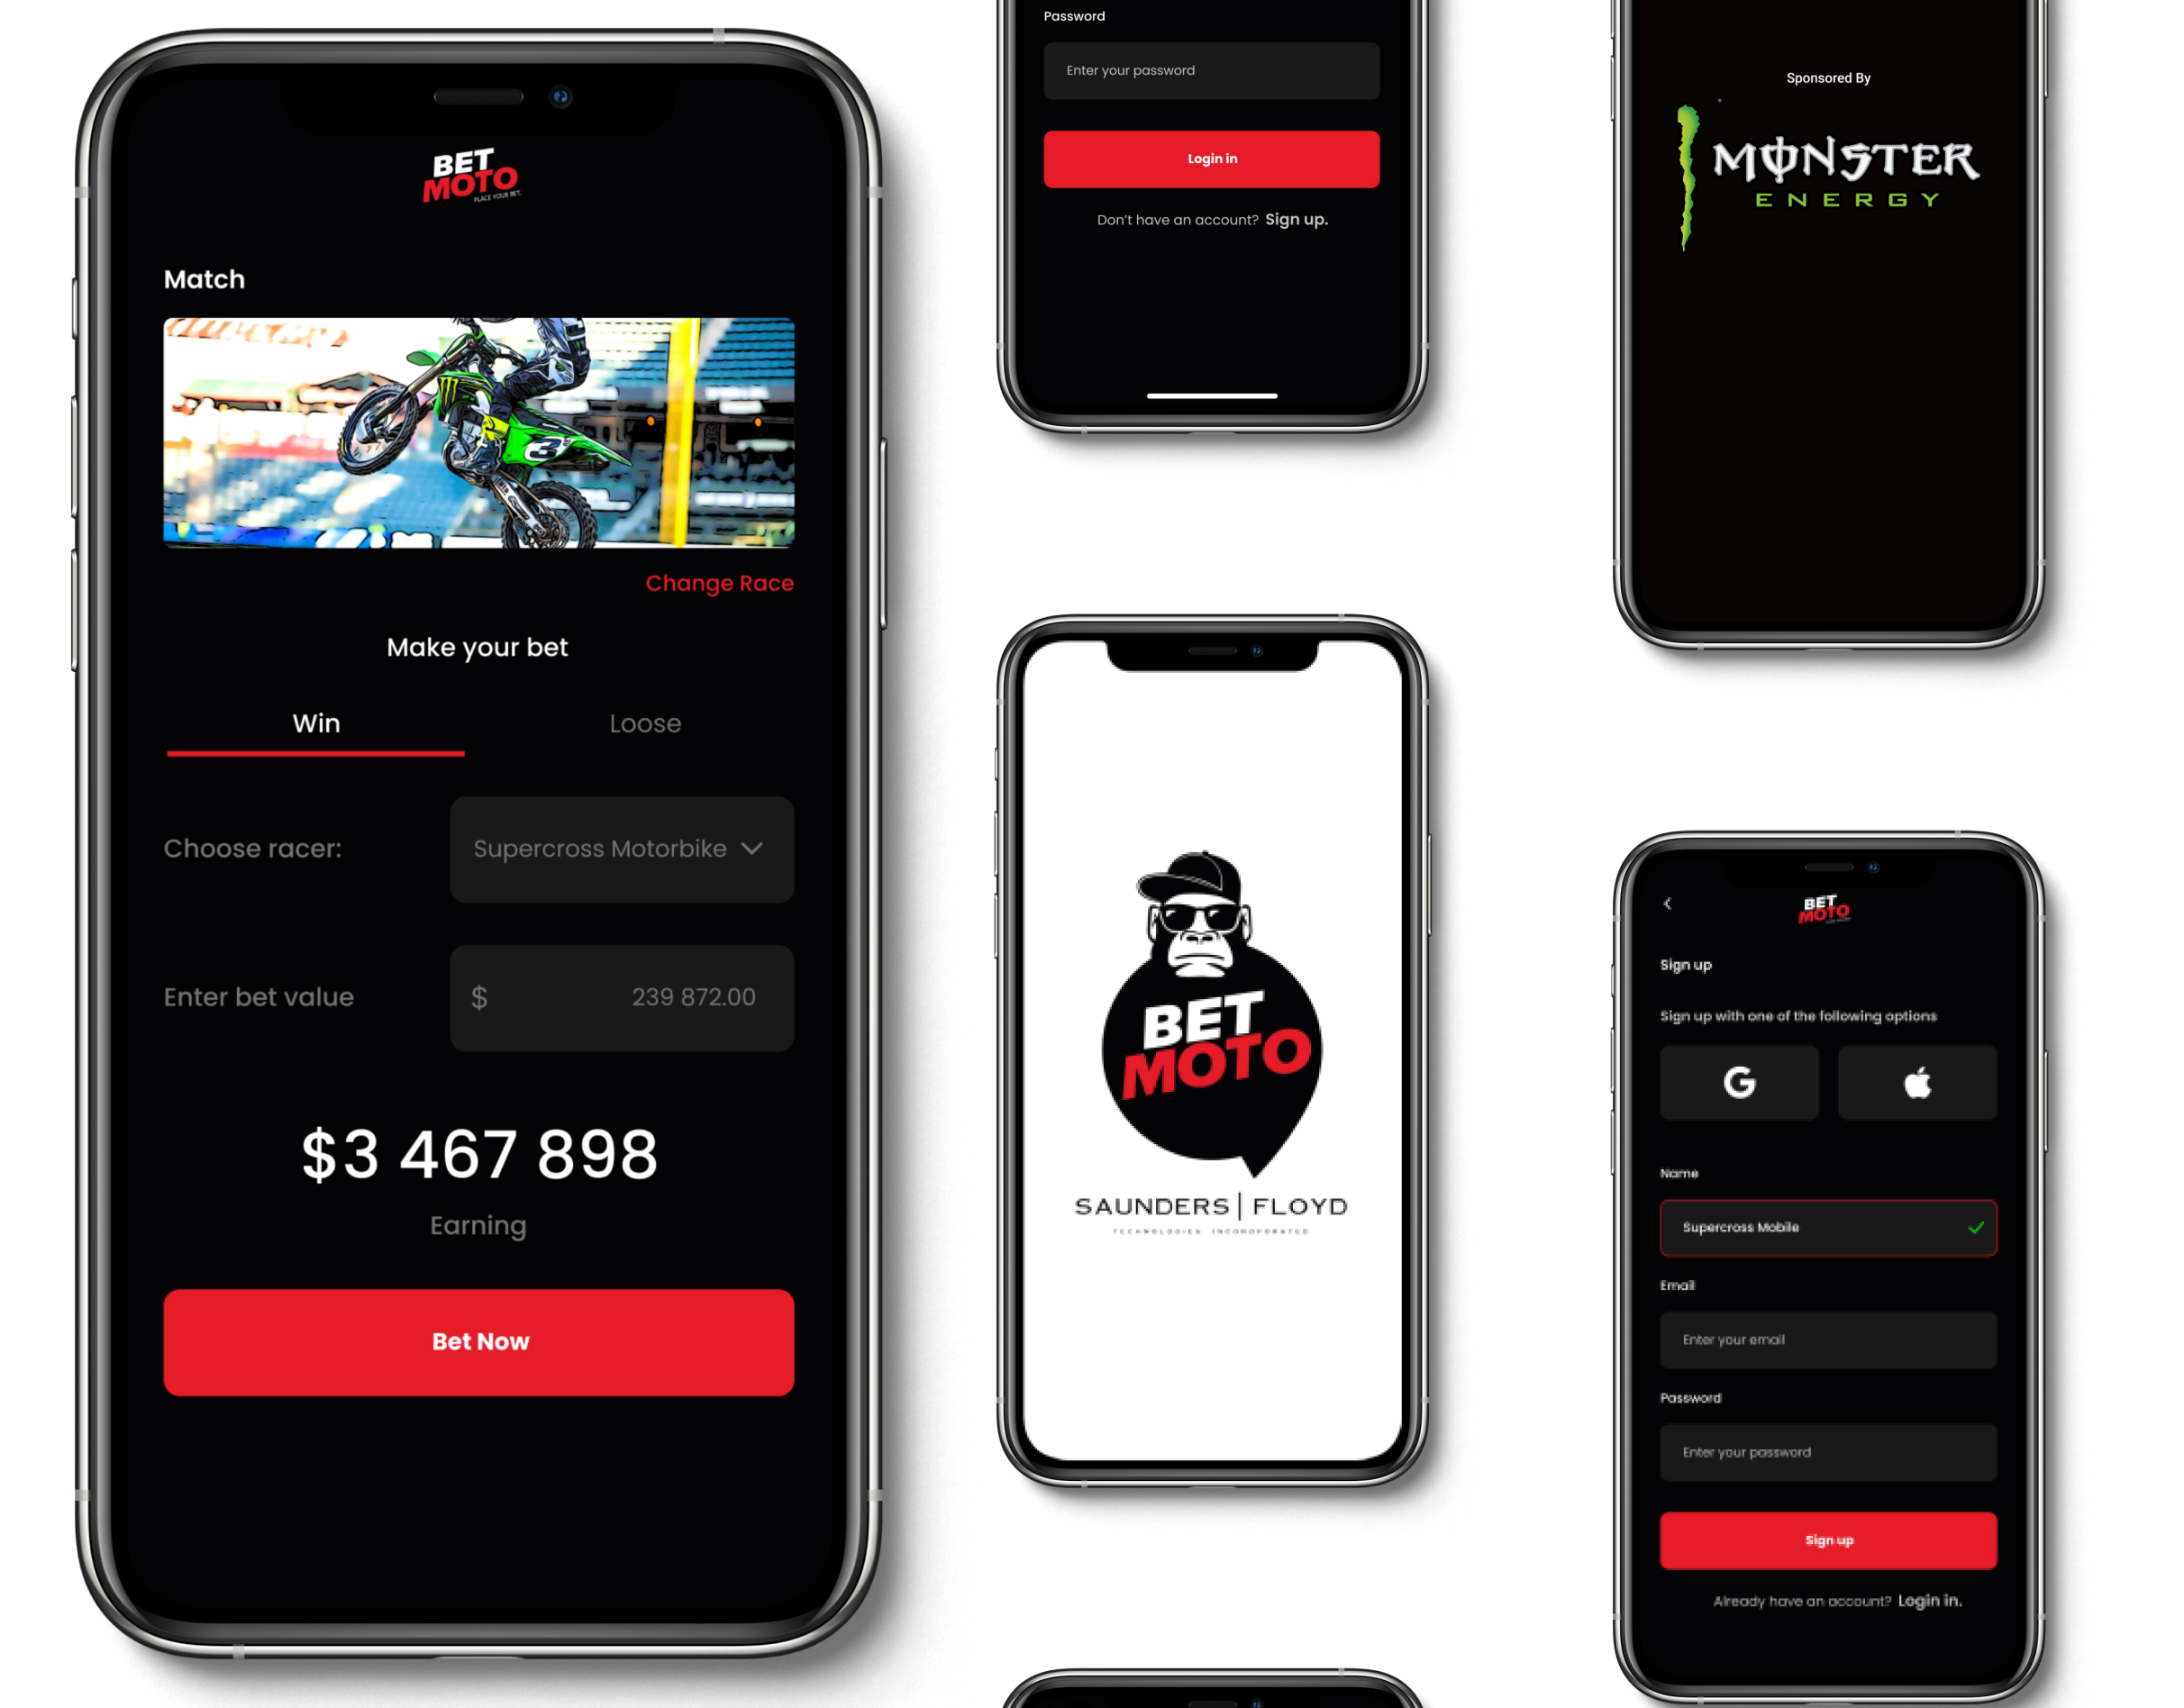 BET
MOTO
PLACE YOUR BET.
Match
3
Change Race
Make your bet
Win
Loose
Choose racer:
Supercross Motorbike
Enter bet value
$
239 872.00
$3 467 898
Earning
Bet Now
Password
Enter your password
Login in
Don't have an account? Sign up.
BET
MOTO
SAUNDERS | FLOYD
TECHNOLOGIES INCOROPORATED
Sponsored By
MONSTER
ENERGY
BET
MOTO
Sign up
Sign up with one of the following options
G
Name
Supercross Mobile
Email
Enter your email
Password
Enter your password
Sign up
Already have an account? Login in.